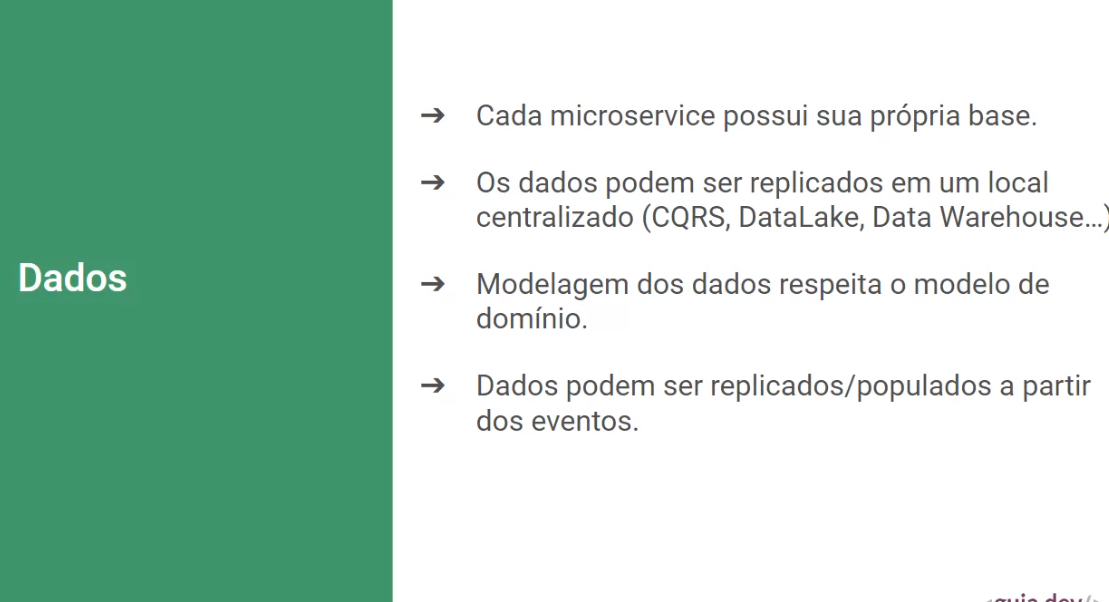 Dados
➔ Cada microservice possui sua própria base.
➔ Os dados podem ser replicados em um local
centralizado (CQRS, DataLake, Data Warehouse...)
➔ Modelagem dos dados respeita o modelo de
domínio.
➔ Dados podem ser replicados/populados a partir
dos eventos.